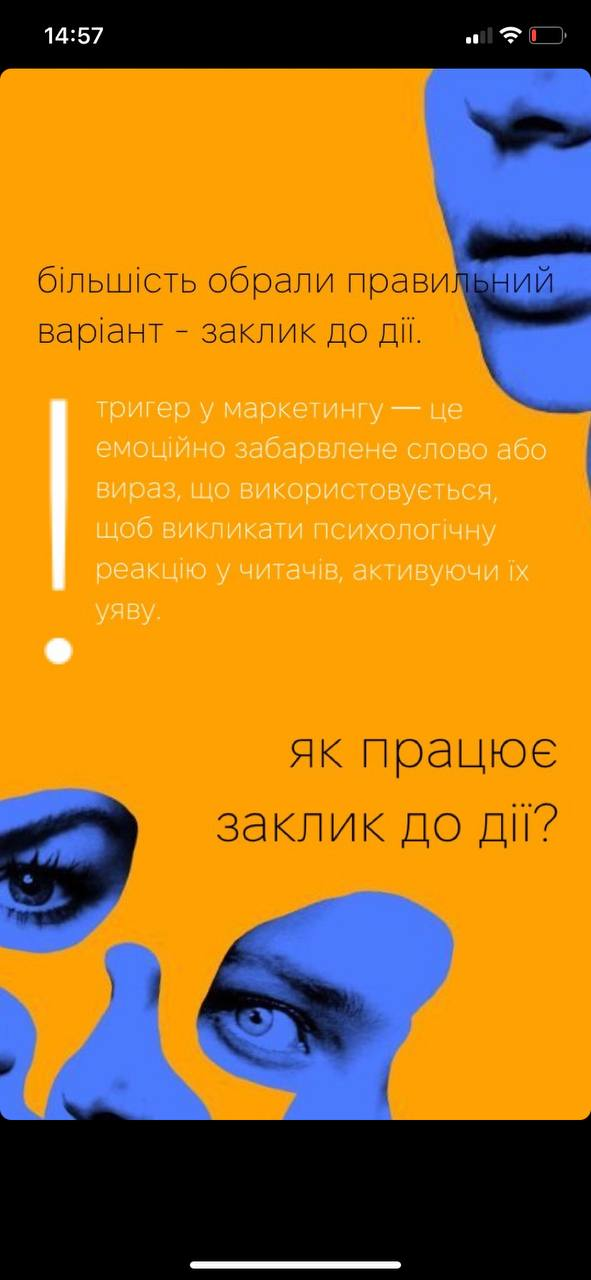 14:57
більшість обрали правильний
варіант - заклик до дії.
тригер у маркетингу — це
емоційно забарвлене слово або
вираз, що використовується,
щоб викликати психологічну
реакцію у читачів, активуючи їх
уяву.
як працює
заклик до дії?